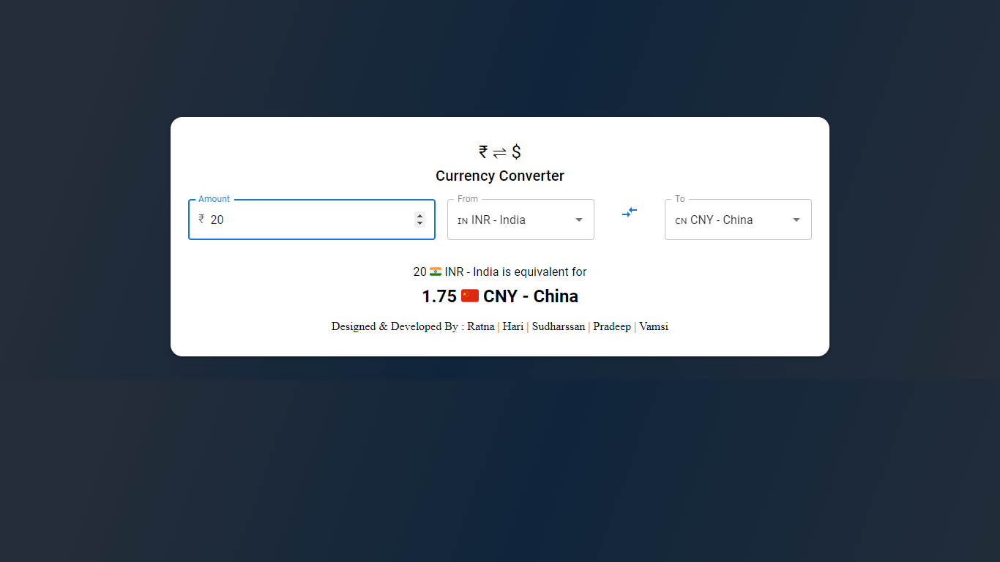 ₹ ⇌ $
Currency Converter
Amount From To
₹ 20 IN INR - India CN CNY - China
20 🇮🇳 INR - India is equivalent for
1.75 🇨🇳 CNY - China
Designed & Developed By : Ratna | Hari | Sudharssan | Pradeep | Vamsi